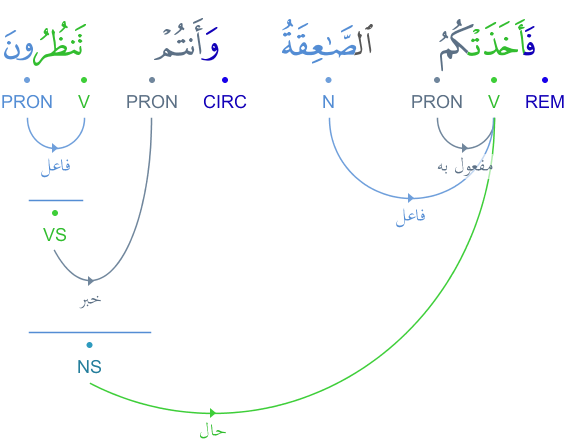 فَأَخَذَتْكُمُ ٱلصَّـٰعِقَةُ وَأَنتُمْ تَنظُرُونَ
REM V PRON N CIRC PRON V PRON
مفعول به
فاعل
فاعل
VS
خبر
NS
حال